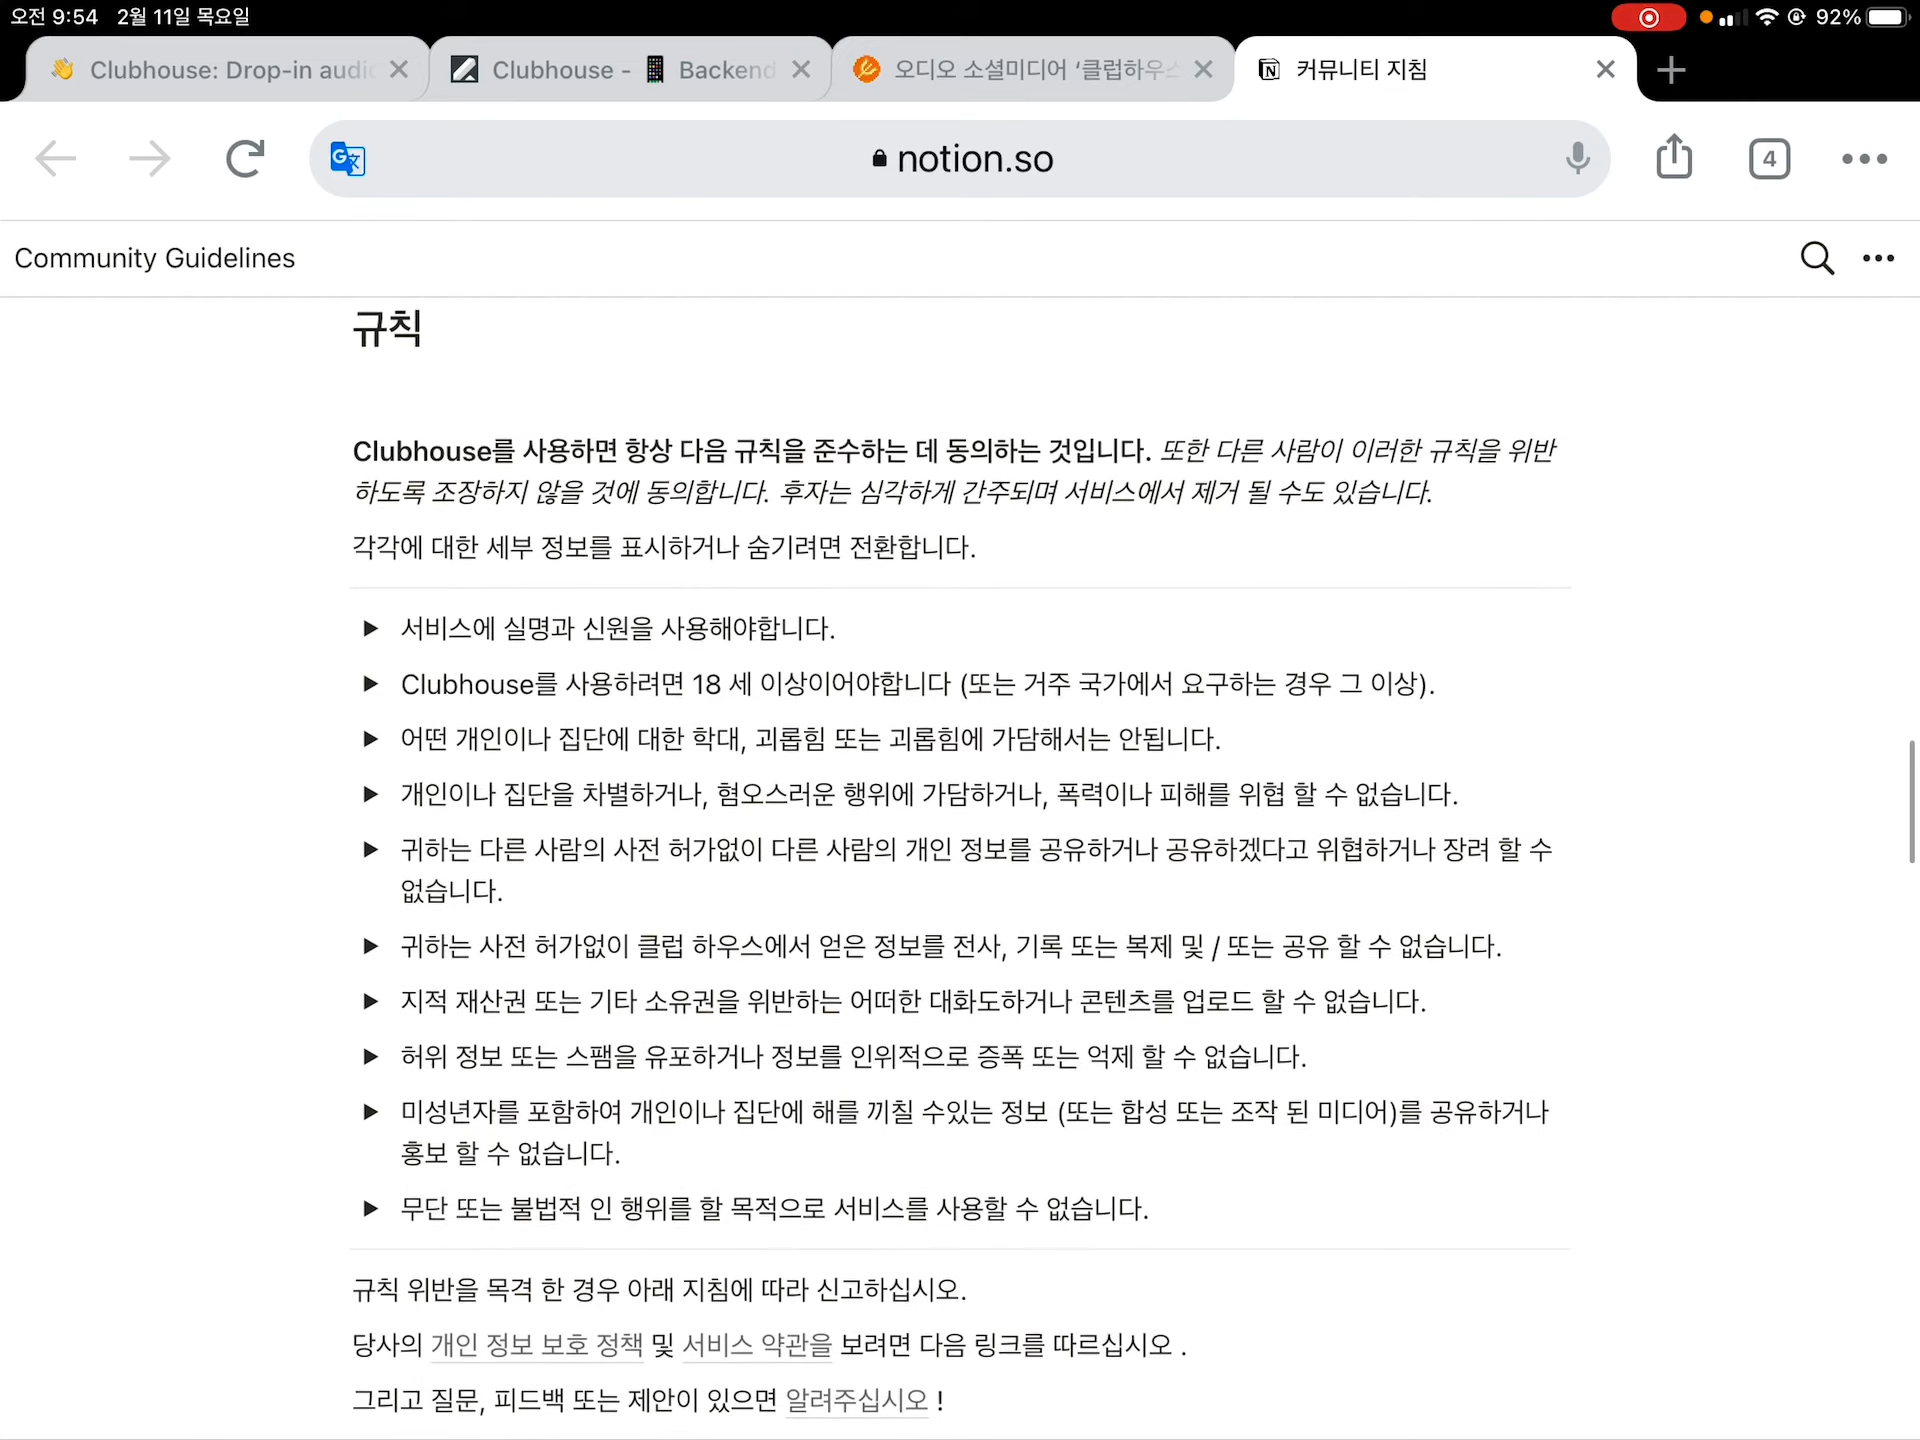 오전 9:54 2월 11일 목요일
92%
Clubhouse: Drop-in audio
Clubhouse - 📱 Backend
오디오 소셜미디어 ‘클럽하우스
커뮤니티 지침
notion.so
4
Community Guidelines
규칙
Clubhouse를 사용하면 항상 다음 규칙을 준수하는 데 동의하는 것입니다. 또한 다른 사람이 이러한 규칙을 위반
하도록 조장하지 않을 것에 동의합니다. 후자는 심각하게 간주되며 서비스에서 제거 될 수도 있습니다.
각각에 대한 세부 정보를 표시하거나 숨기려면 전환합니다.
서비스에 실명과 신원을 사용해야합니다.
Clubhouse를 사용하려면 18 세 이상이어야합니다 (또는 거주 국가에서 요구하는 경우 그 이상).
어떤 개인이나 집단에 대한 학대, 괴롭힘 또는 괴롭힘에 가담해서는 안됩니다.
개인이나 집단을 차별하거나, 혐오스러운 행위에 가담하거나, 폭력이나 피해를 위협 할 수 없습니다.
귀하는 다른 사람의 사전 허가없이 다른 사람의 개인 정보를 공유하거나 공유하겠다고 위협하거나 장려 할 수
없습니다.
귀하는 사전 허가없이 클럽 하우스에서 얻은 정보를 전사, 기록 또는 복제 및 / 또는 공유 할 수 없습니다.
지적 재산권 또는 기타 소유권을 위반하는 어떠한 대화도하거나 콘텐츠를 업로드 할 수 없습니다.
허위 정보 또는 스팸을 유포하거나 정보를 인위적으로 증폭 또는 억제 할 수 없습니다.
미성년자를 포함하여 개인이나 집단에 해를 끼칠 수있는 정보 (또는 합성 또는 조작 된 미디어)를 공유하거나
홍보 할 수 없습니다.
무단 또는 불법적 인 행위를 할 목적으로 서비스를 사용할 수 없습니다.
규칙 위반을 목격 한 경우 아래 지침에 따라 신고하십시오.
당사의 개인 정보 보호 정책 및 서비스 약관을 보려면 다음 링크를 따르십시오 .
그리고 질문, 피드백 또는 제안이 있으면 알려주십시오 !